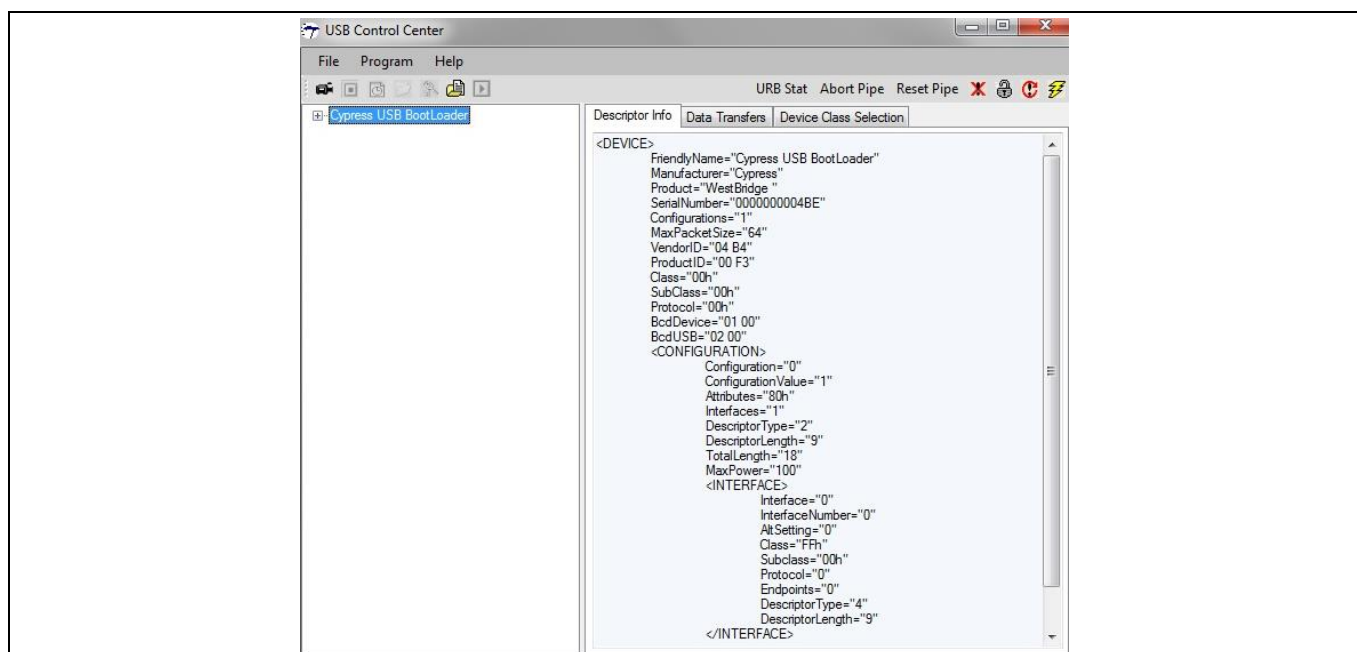 USB Control Center
File Program Help
URB Stat Abort Pipe Reset Pipe
Cypress USB BootLoader
Descriptor Info Data Transfers Device Class Selection
<DEVICE>
FriendlyName="Cypress USB BootLoader"
Manufacturer="Cypress"
Product="WestBridge "
SerialNumber="0000000004BE"
Configurations="1"
MaxPacketSize="64"
VendorID="04 B4"
ProductID="00 F3"
Class="00h"
SubClass="00h"
Protocol="00h"
BcdDevice="01 00"
BcdUSB="02 00"
<CONFIGURATION>
Configuration="0"
ConfigurationValue="1"
Attributes="80h"
Interfaces="1"
DescriptorType="2"
DescriptorLength="9"
TotalLength="18"
MaxPower="100"
<INTERFACE>
Interface="0"
InterfaceNumber="0"
AltSetting="0"
Class="FFh"
Subclass="00h"
Protocol="0"
Endpoints="0"
DescriptorType="4"
DescriptorLength="9"
</INTERFACE>